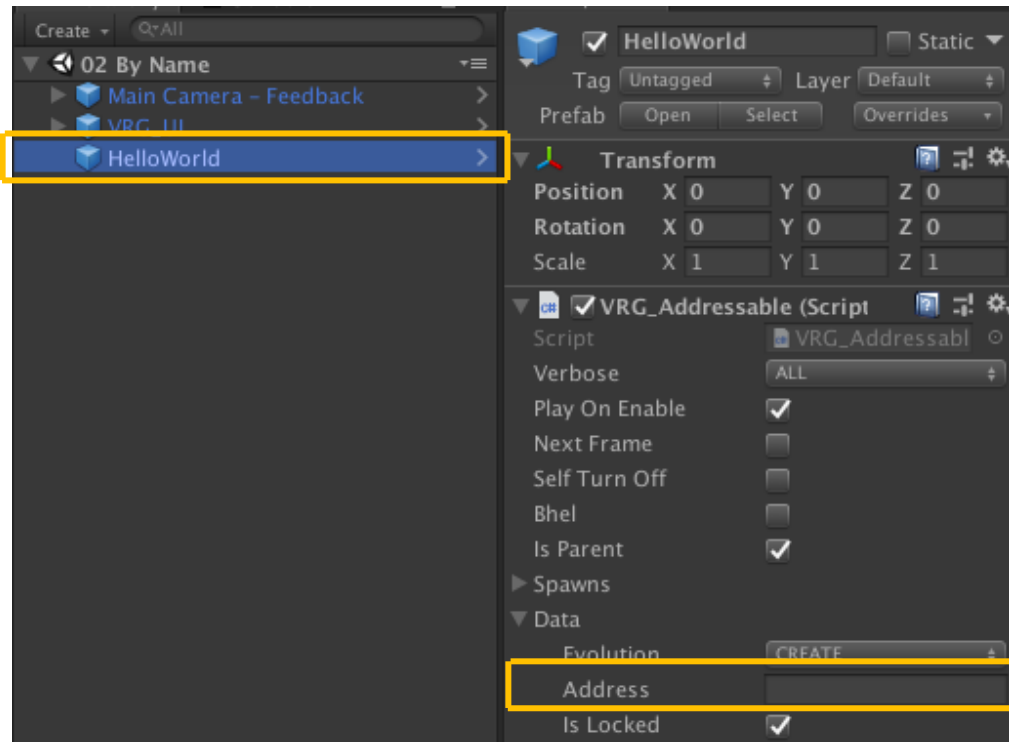 Create
All
02 By Name
Main Camera – Feedback
VRG_UI
HelloWorld
HelloWorld Static
Tag Untagged Layer Default
Prefab Open Select Overrides
Transform
Position X 0 Y 0 Z 0
Rotation X 0 Y 0 Z 0
Scale X 1 Y 1 Z 1
c# VRG_Addressable (Script
Script VRG_Addressabl
Verbose ALL
Play On Enable
Next Frame
Self Turn Off
Bhel
Is Parent
Spawns
Data
Evolution CREATE
Address
Is Locked